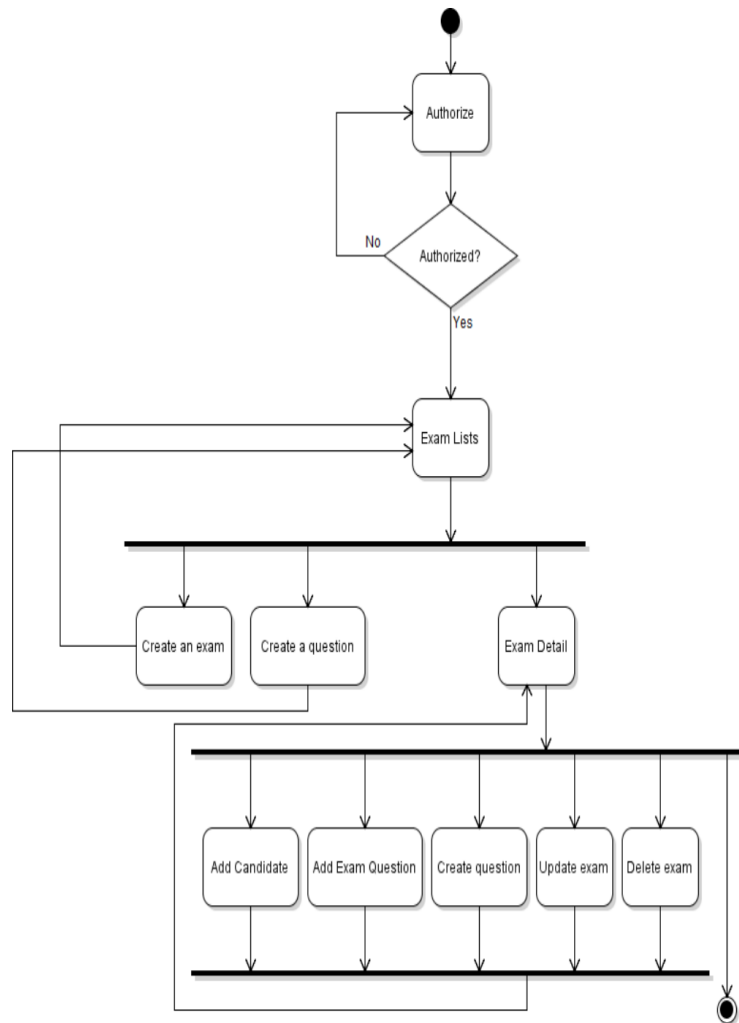 Authorize
No
Authorized?
Yes
Exam Lists
Create an exam
Create a question
Exam Detail
Add Candidate
Add Exam Question
Create question
Update exam
Delete exam